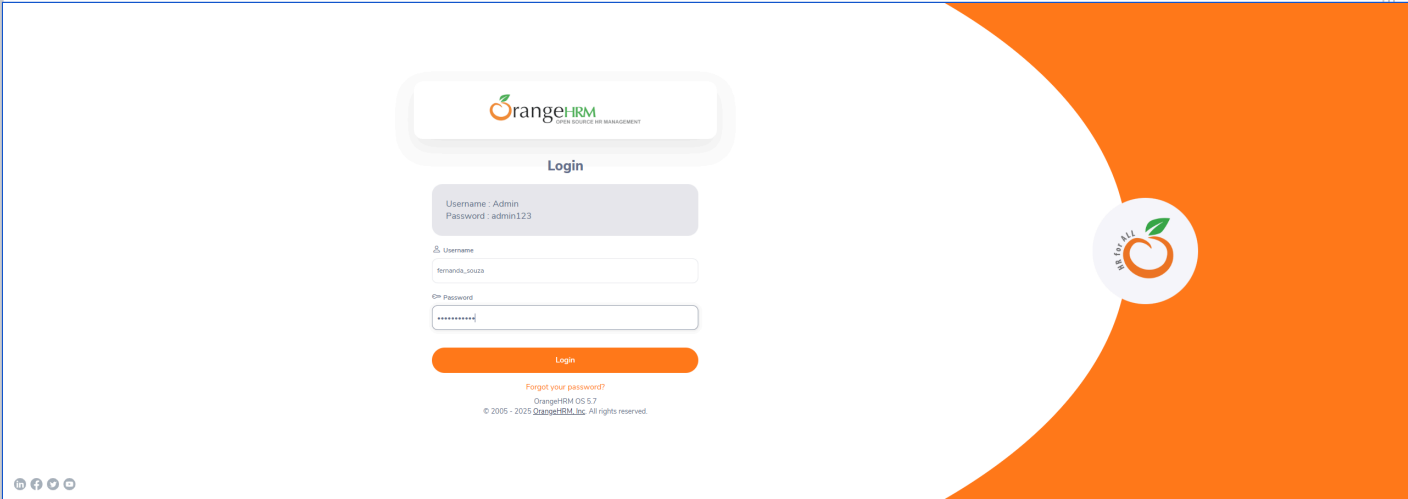 OrangeHRM
OPEN SOURCE HR MANAGEMENT
Login
Username : Admin
Password : admin123
Username
fernanda_souza
Password
•••••••••••
Login
Forgot your password?
OrangeHRM OS 5.7
© 2005 - 2025 OrangeHRM, Inc. All rights reserved.
HR for ALL